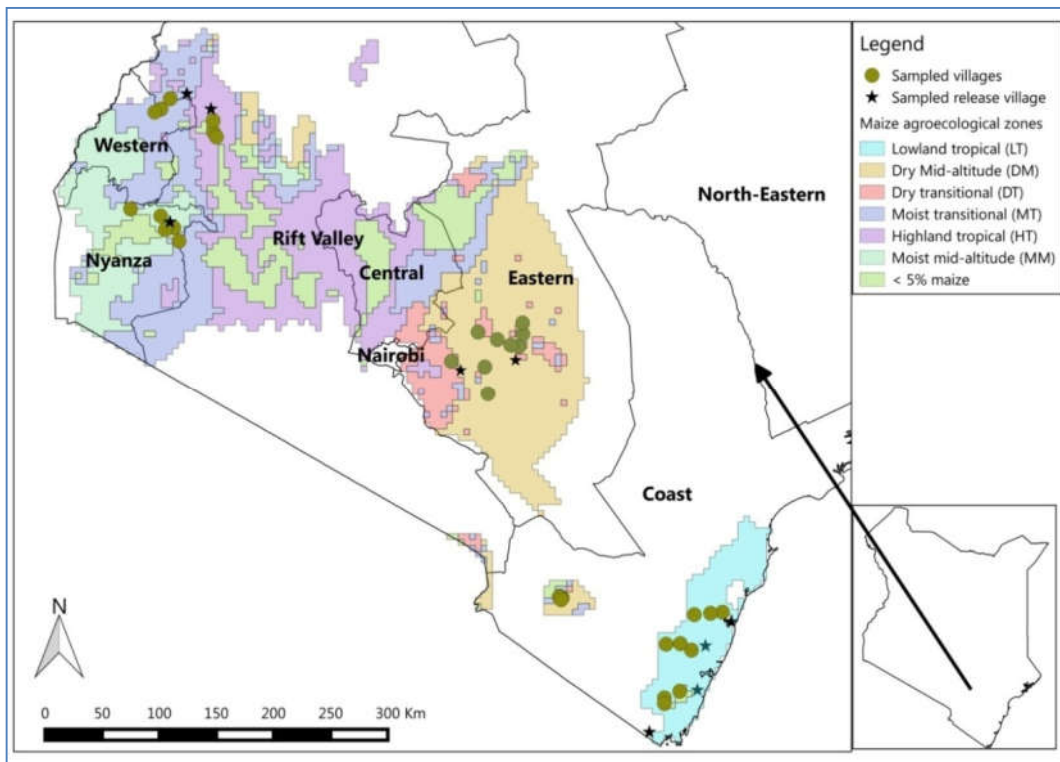 Legend
Sampled villages
Sampled release village
Maize agroecological zones
Lowland tropical (LT)
Dry Mid-altitude (DM)
Dry transitional (DT)
Moist transitional (MT)
Highland tropical (HT)
Moist mid-altitude (MM)
< 5% maize
Western
North-Eastern
Rift Valley
Nyanza
Central
Eastern
Nairobi
Coast
N
0 50 100 150 200 300 Km